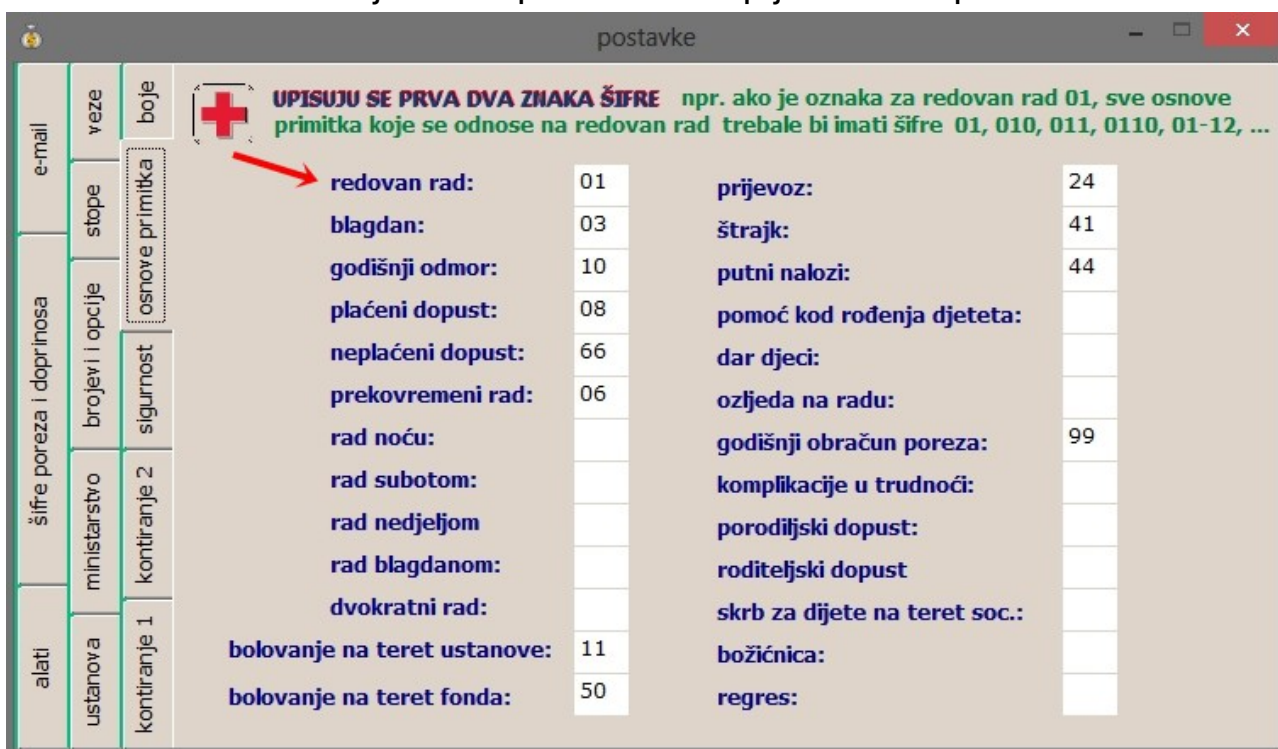 postavke
e-mail
šifre poreza i doprinosa
alati
veze
stope
brojevi i opcije
ministarstvo
ustanova
boje
osnove primitka
sigurnost
kontiranje 2
kontiranje 1
UPISUJU SE PRVA DVA ZNAKA ŠIFRE npr. ako je oznaka za redovan rad 01, sve osnove
primitka koje se odnose na redovan rad trebale bi imati šifre 01, 010, 011, 0110, 01-12, ...
redovan rad: 01
blagdan: 03
godišnji odmor: 10
plaćeni dopust: 08
neplaćeni dopust: 66
prekovremeni rad: 06
rad noću:
rad subotom:
rad nedjeljom
rad blagdanom:
dvokratni rad:
bolovanje na teret ustanove: 11
bolovanje na teret fonda: 50
prijevoz: 24
štrajk: 41
putni nalozi: 44
pomoć kod rođenja djeteta:
dar djeci:
ozljeda na radu:
godišnji obračun poreza: 99
komplikacije u trudnoći:
porodiljski dopust:
roditeljski dopust
skrb za dijete na teret soc.:
božićnica:
regres: